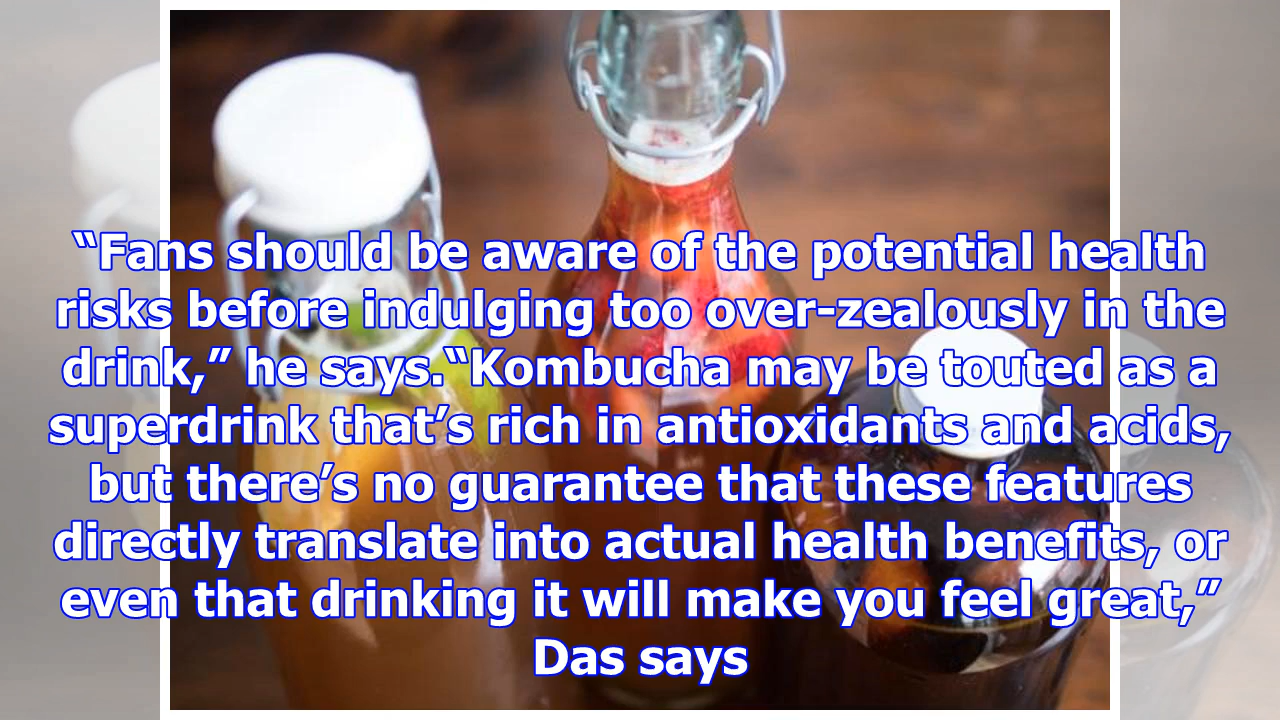 “Fans should be aware of the potential health
risks before indulging too over-zealously in the
drink,” he says.“Kombucha may be touted as a
superdrink that’s rich in antioxidants and acids,
but there’s no guarantee that these features
directly translate into actual health benefits, or
even that drinking it will make you feel great,”
Das says